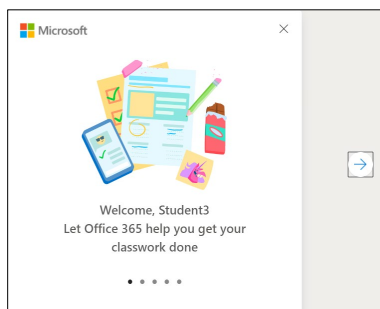 Microsoft
Welcome, Student3
Let Office 365 help you get your
classwork done